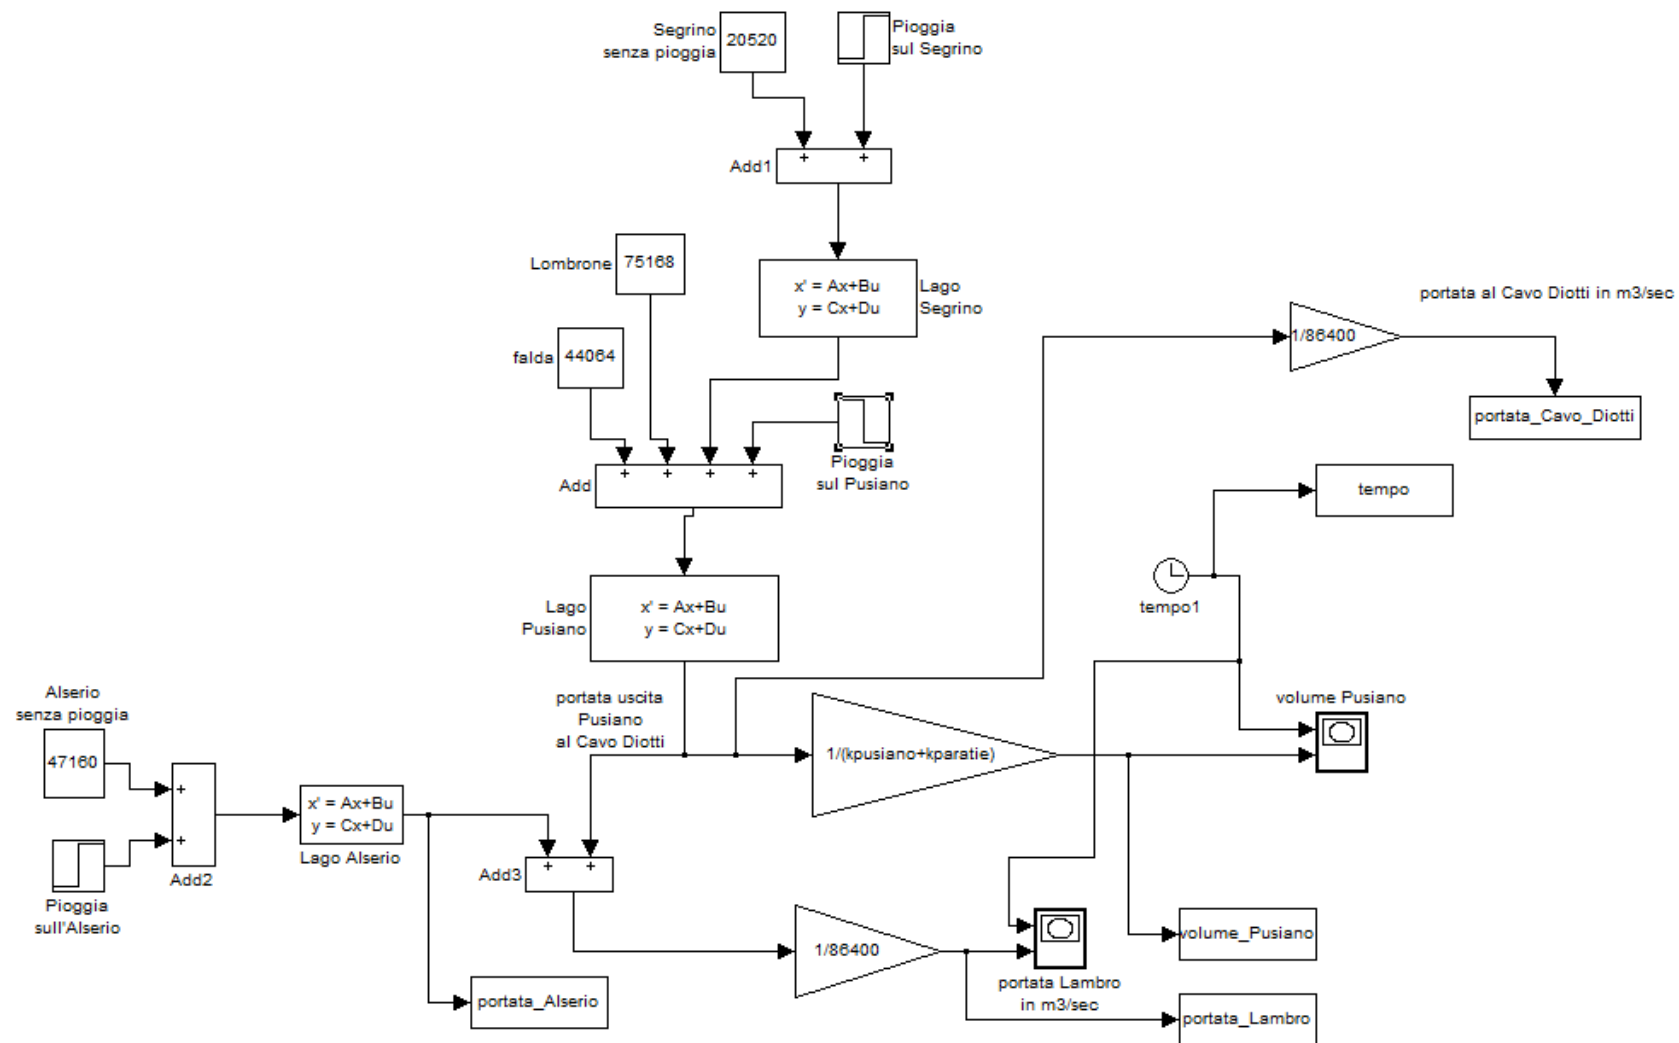 Segrino
senza pioggia
20520
Pioggia
sul Segrino
+ +
Add1
Lombrone
75168
x' = Ax+Bu
y = Cx+Du
Lago
Segrino
portata al Cavo Diotti in m3/sec
1/86400
falda
44064
portata_Cavo_Diotti
+ + + +
Add
Pioggia
sul Pusiano
tempo
tempo1
Lago
Pusiano
x' = Ax+Bu
y = Cx+Du
Alserio
senza pioggia
47160
portata uscita
Pusiano
al Cavo Diotti
1/(kpusiano+kparatie)
volume Pusiano
+
+
Add2
x' = Ax+Bu
y = Cx+Du
Lago Alserio
Pioggia
sull'Alserio
+ +
Add3
1/86400
portata Lambro
in m3/sec
volume_Pusiano
portata_Alserio
portata_Lambro